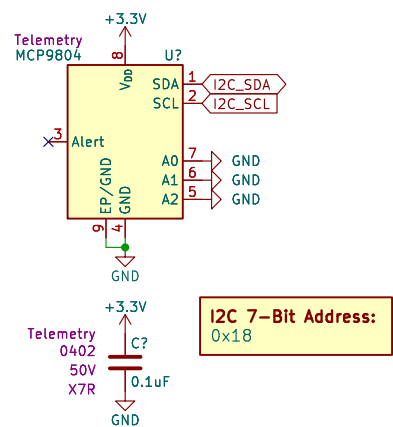 +3.3V
Telemetry
MCP9804
U?
8
VDD
SDA 1 I2C_SDA
SCL 2 I2C_SCL
3 Alert
A0 7 GND
A1 6 GND
A2 5 GND
EP/GND
GND
9
4
GND
+3.3V
Telemetry
0402
50V
X7R
C?
0.1uF
GND
I2C 7-Bit Address:
0x18